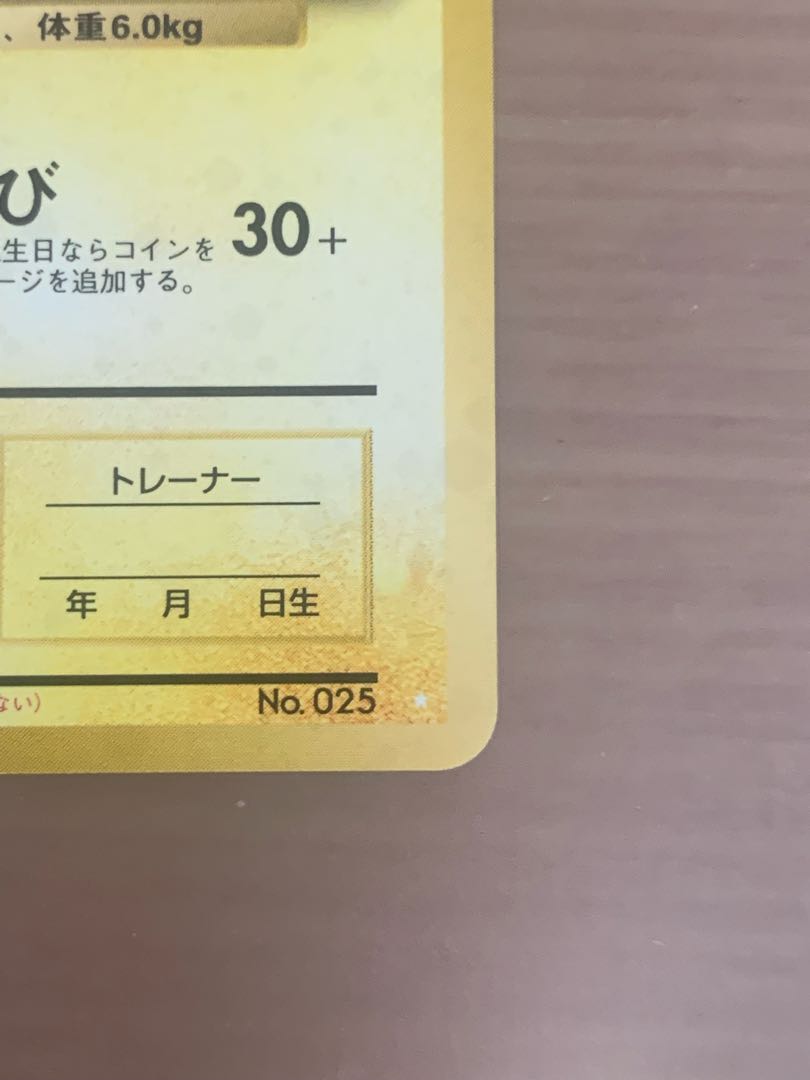 、体重6.0kg
び
生日ならコインを 30+
ージを追加する。
トレーナー
年 月 日生
ない)
No.025